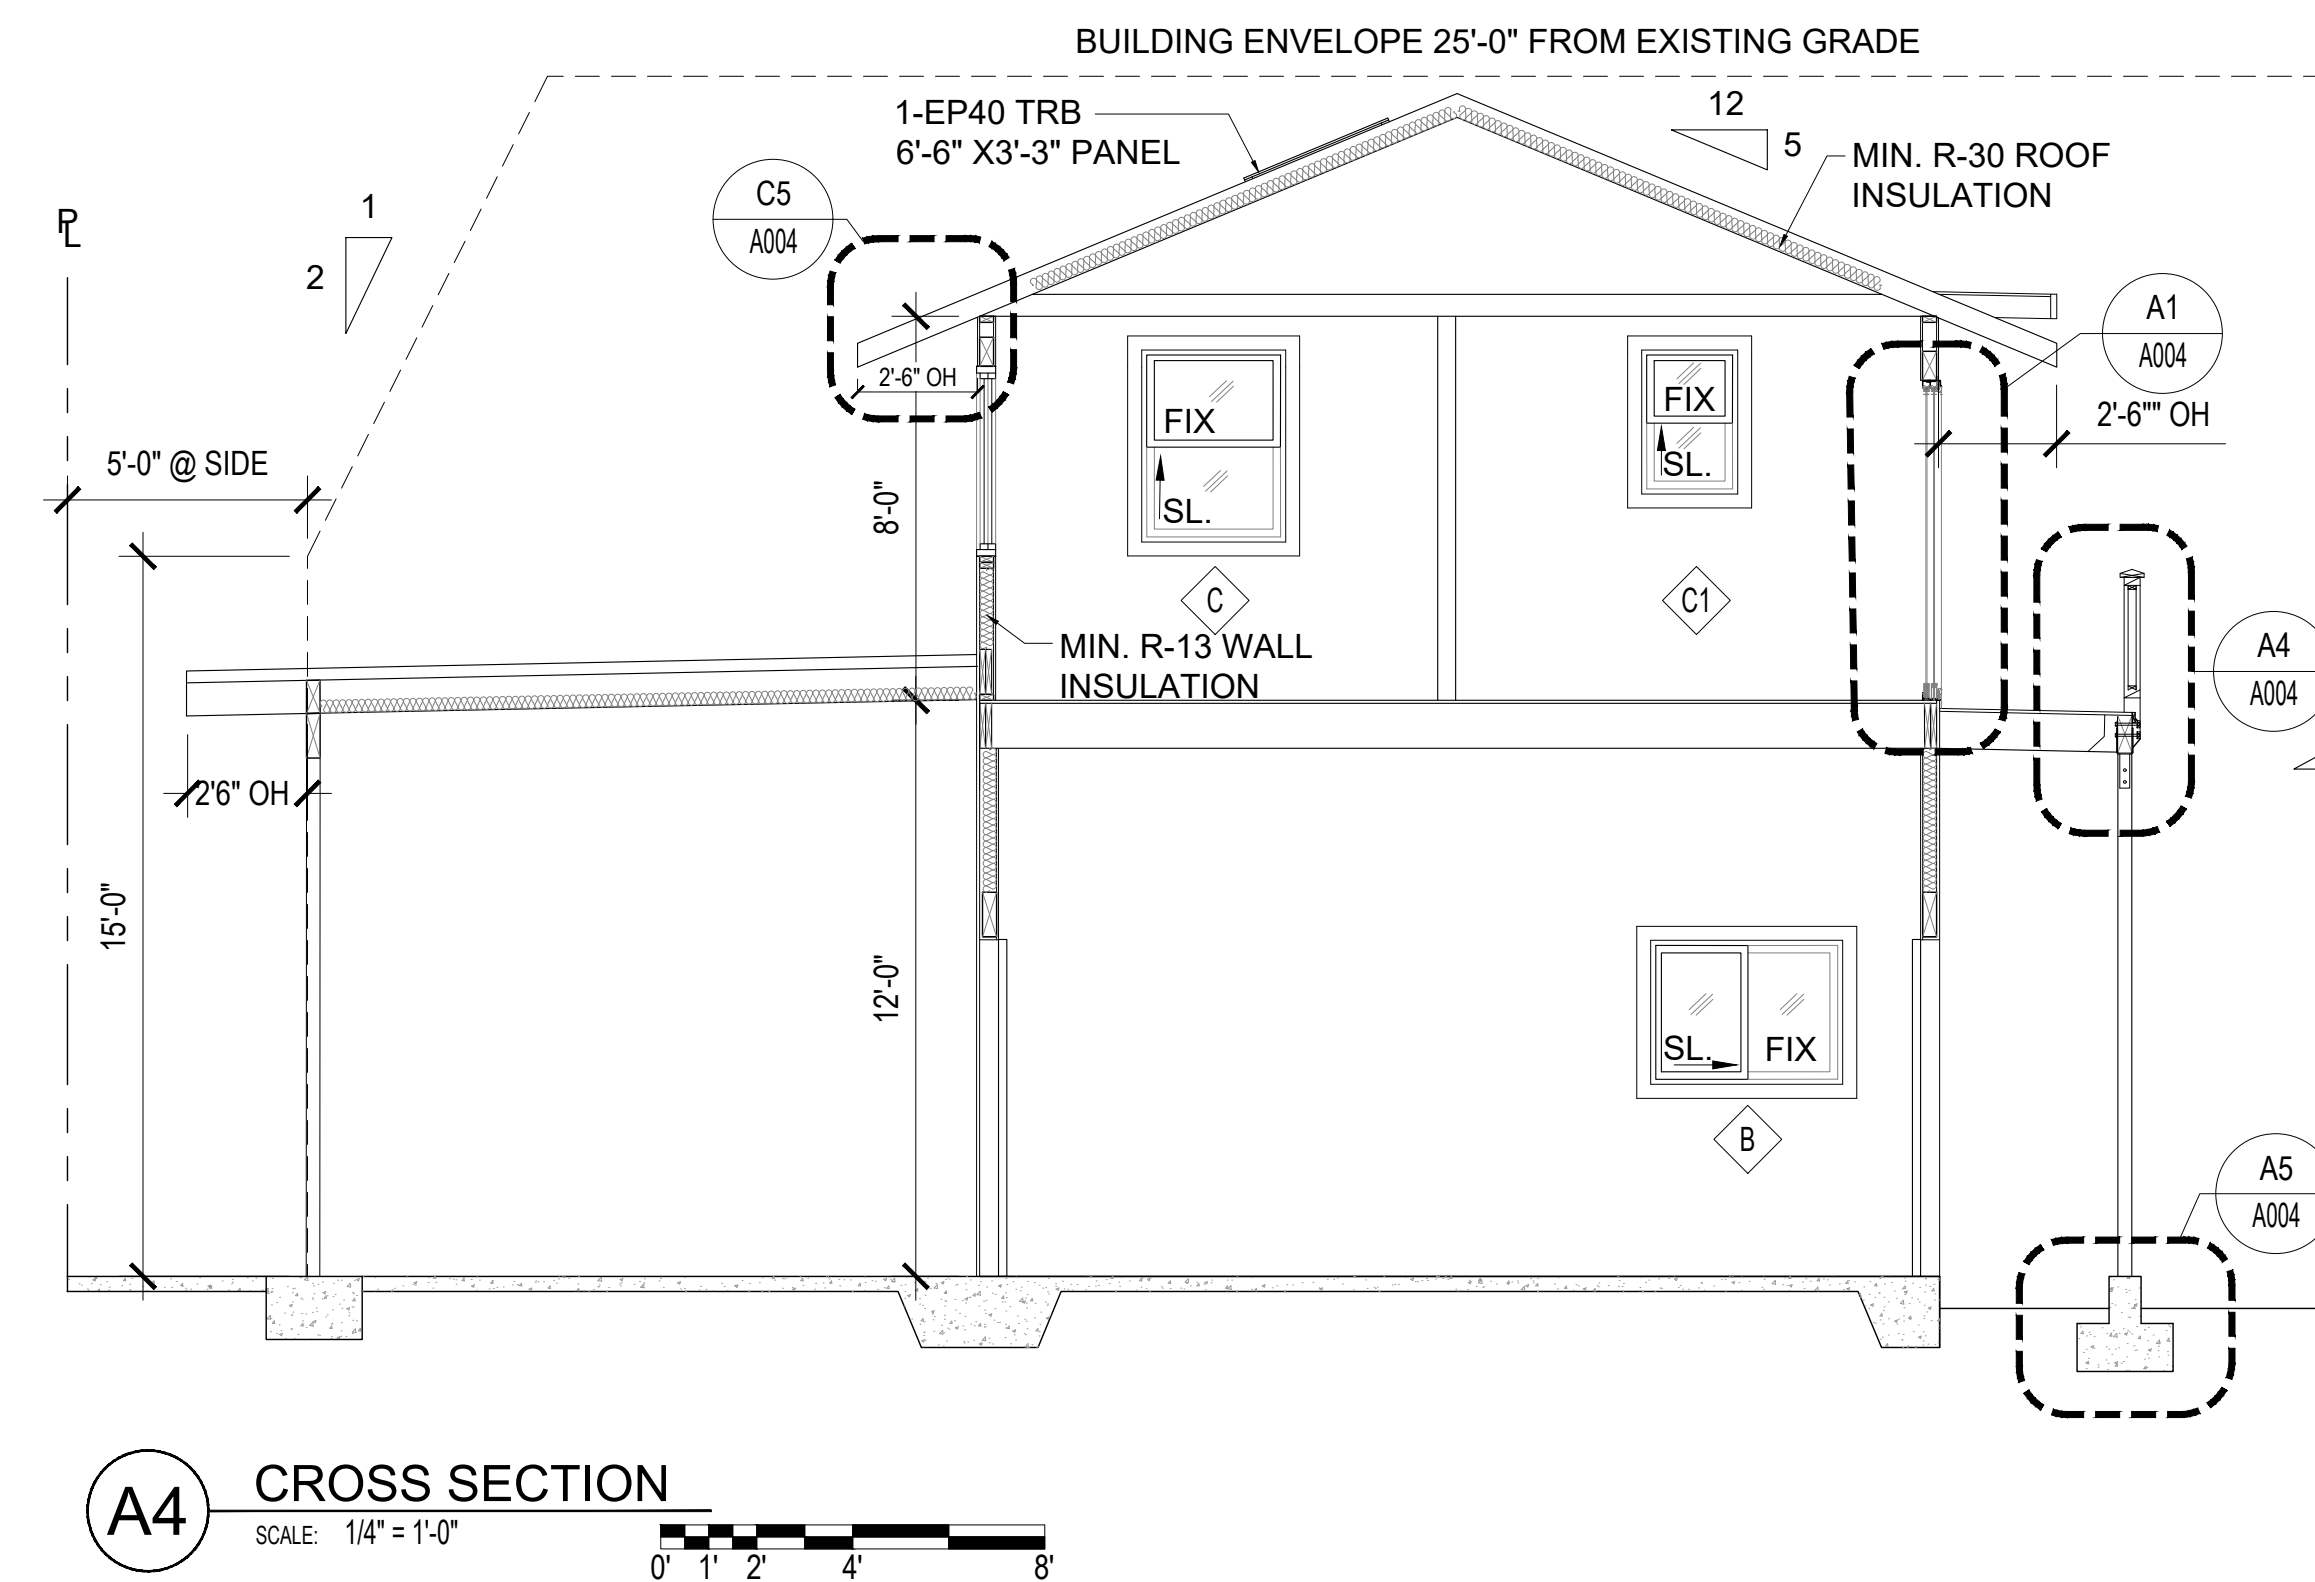 BUILDING ENVELOPE 25'-0" FROM EXISTING GRADE
1-EP40 TRB
6'-6" X3'-3" PANEL
12
5
MIN. R-30 ROOF
INSULATION
C5
A004
PL
1
2
A1
A004
2'-6" OH
2'-6"" OH
FIX
SL.
FIX
SL.
5'-0" @ SIDE
8'-0"
C
C1
MIN. R-13 WALL
INSULATION
A4
A004
2'6" OH
15'-0"
12'-0"
SL.
FIX
B
A5
A004
A4
CROSS SECTION
SCALE: 1/4" = 1'-0"
0' 1' 2' 4' 8'